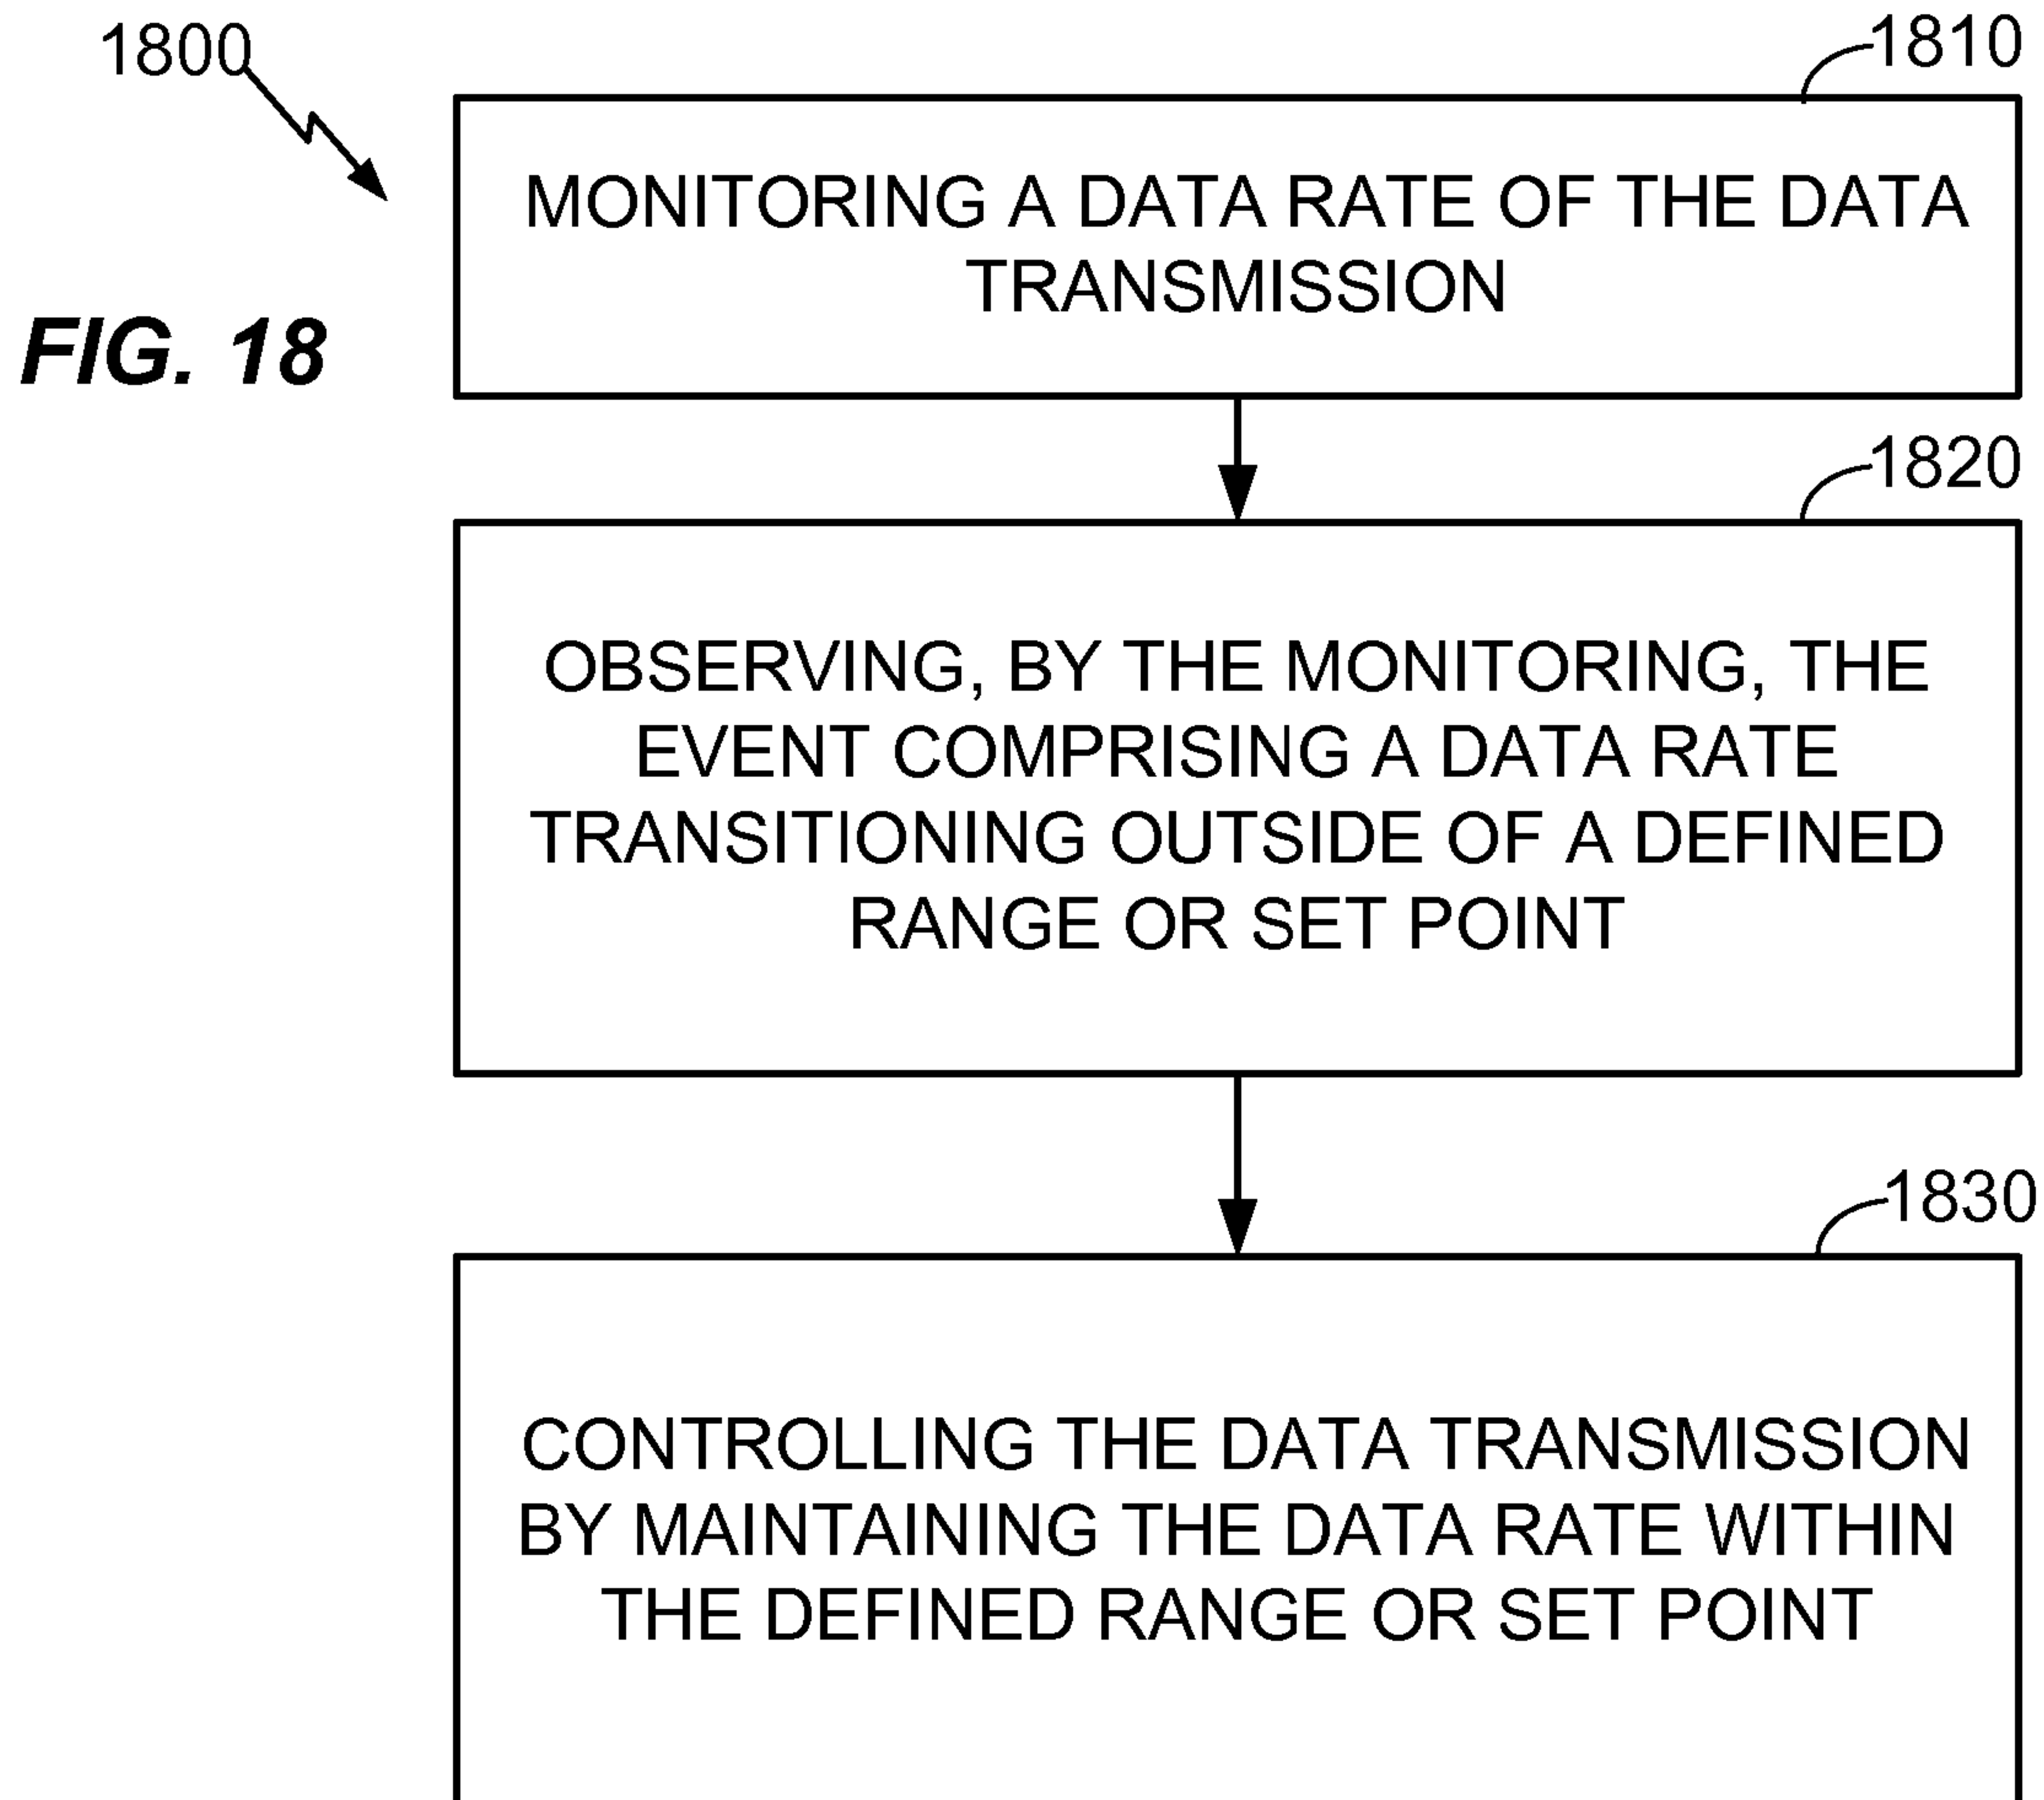 1800
1810
MONITORING A DATA RATE OF THE DATA
TRANSMISSION
FIG. 18
1820
OBSERVING, BY THE MONITORING, THE
EVENT COMPRISING A DATA RATE
TRANSITIONING OUTSIDE OF A DEFINED
RANGE OR SET POINT
1830
CONTROLLING THE DATA TRANSMISSION
BY MAINTAINING THE DATA RATE WITHIN
THE DEFINED RANGE OR SET POINT